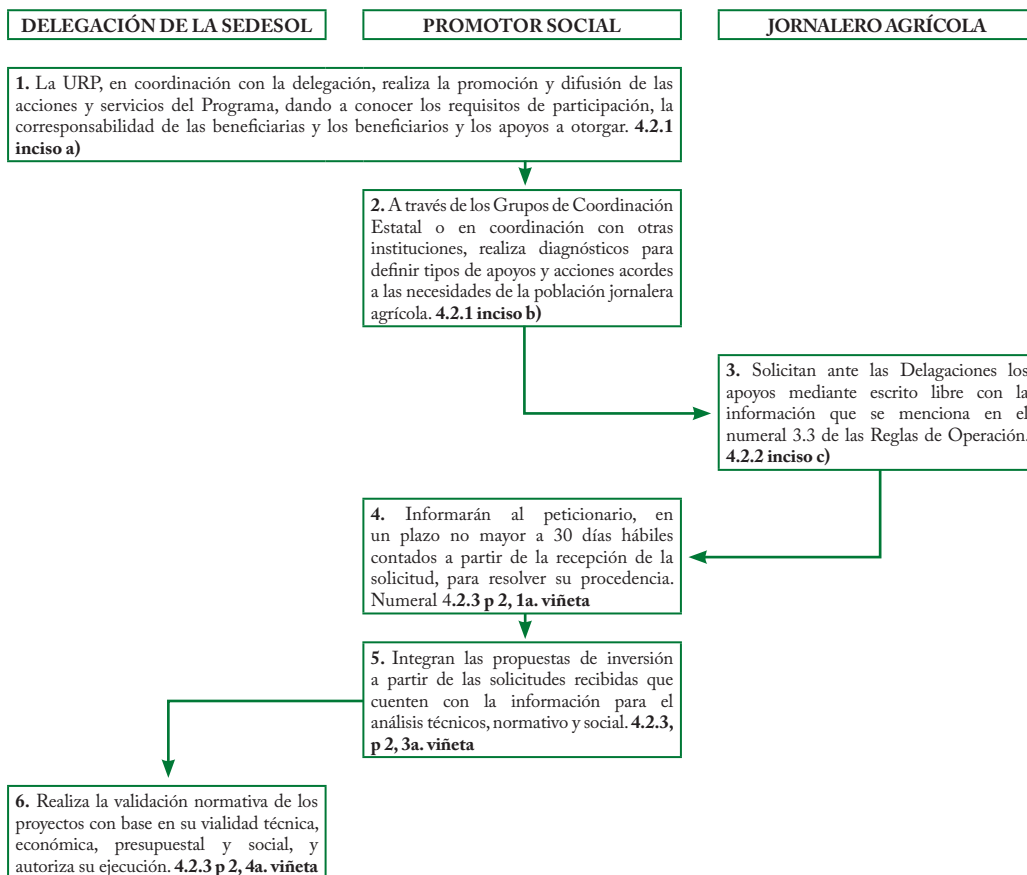 DELEGACIÓN DE LA SEDESOL
PROMOTOR SOCIAL
JORNALERO AGRÍCOLA
1. La URP, en coordinación con la delegación, realiza la promoción y difusión de las
acciones y servicios del Programa, dando a conocer los requisitos de participación, la
corresponsabilidad de las beneficiarias y los beneficiarios y los apoyos a otorgar. 4.2.1
inciso a)
2. A través de los Grupos de Coordinación
Estatal o en coordinación con otras
instituciones, realiza diagnósticos para
definir tipos de apoyos y acciones acordes
a las necesidades de la población jornalera
agrícola. 4.2.1 inciso b)
3. Solicitan ante las Delagaciones los
apoyos mediante escrito libre con la
información que se menciona en el
numeral 3.3 de las Reglas de Operación.
4.2.2 inciso c)
4. Informarán al peticionario, en
un plazo no mayor a 30 días hábiles
contados a partir de la recepción de la
solicitud, para resolver su procedencia.
Numeral 4.2.3 p 2, 1a. viñeta
5. Integran las propuestas de inversión
a partir de las solicitudes recibidas que
cuenten con la información para el
análisis técnicos, normativo y social. 4.2.3,
p 2, 3a. viñeta
6. Realiza la validación normativa de los
proyectos con base en su vialidad técnica,
económica, presupuestal y social, y
autoriza su ejecución. 4.2.3 p 2, 4a. viñeta